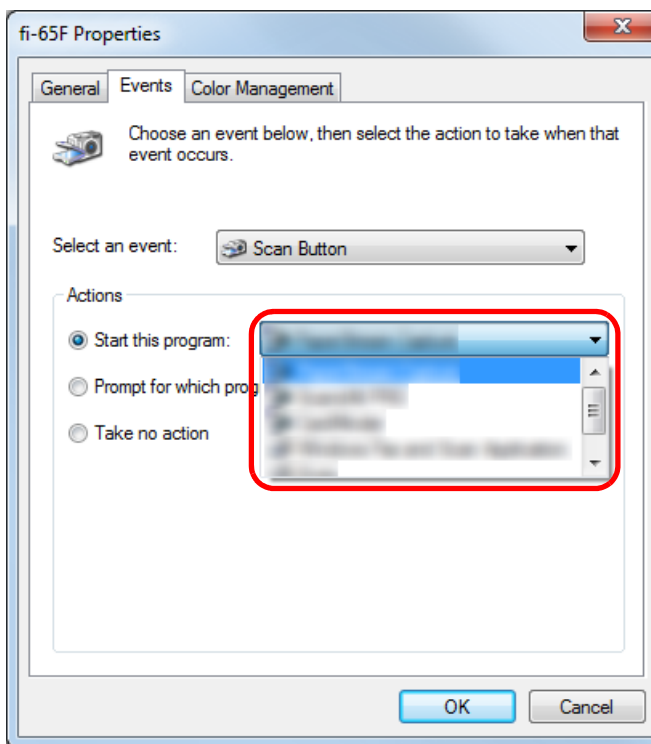 fi-65F Properties
General Events Color Management
Choose an event below, then select the action to take when that
event occurs.
Select an event: Scan Button
Actions
Start this program:
Prompt for which prog
Take no action
OK Cancel